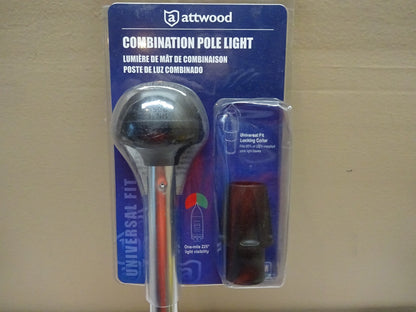 attwood
COMBINATION POLE LIGHT
LUMIÈRE DE MÂT DE COMBINAISON
POSTE DE LUZ COMBINADO
Universal Fit
Locking Collar
UNIVERSAL FIT
One-mile 225°
light visibility